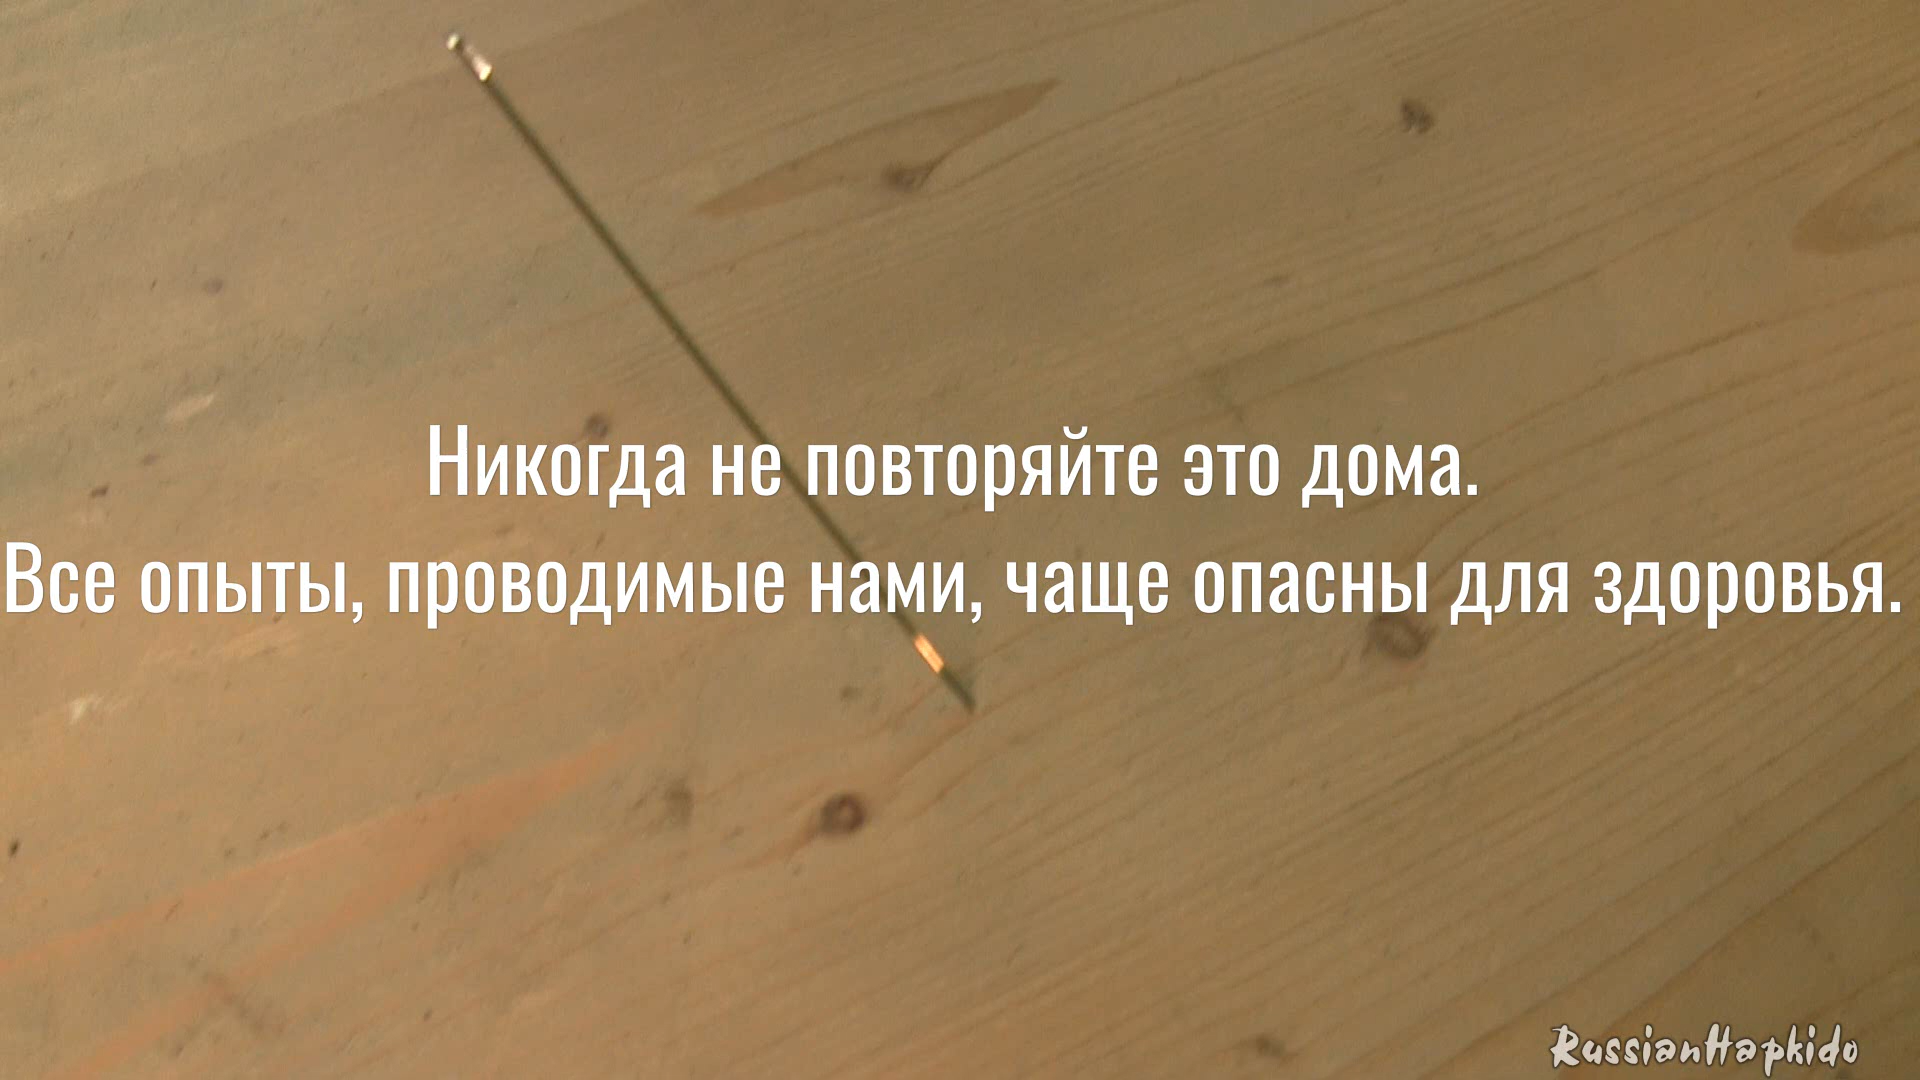 Никогда не повторяйте это дома.
Все опыты, проводимые нами, чаще опасны для здоровья.
RussianHapkido